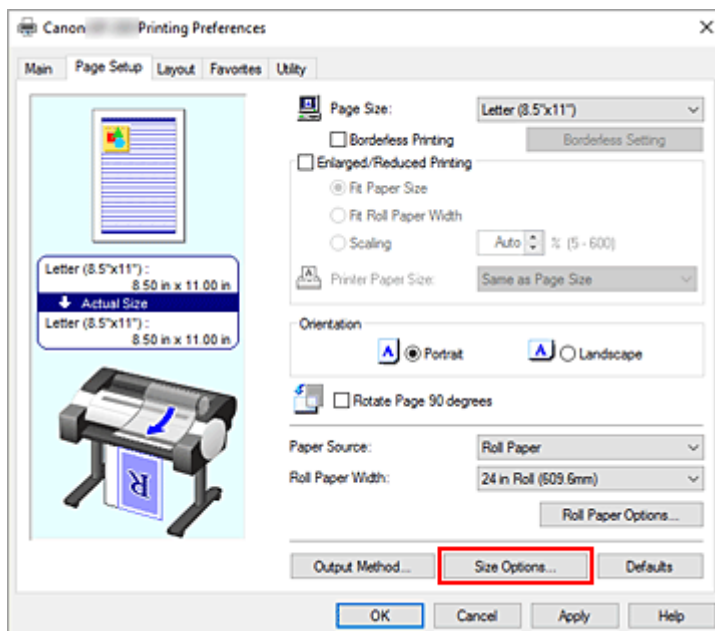 Canon Printing Preferences
Main Page Setup Layout Favorites Utility
Page Size: Letter (8.5"x11")
Borderless Printing Borderless Setting
Enlarged/Reduced Printing
Fit Paper Size
Fit Roll Paper Width
Scaling Auto % (5 - 600)
Printer Paper Size: Same as Page Size
Letter (8.5"x11") :
8.50 in x 11.00 in
Actual Size
Letter (8.5"x11") :
8.50 in x 11.00 in
Orientation
A Portrait A Landscape
Rotate Page 90 degrees
R
Paper Source: Roll Paper
Roll Paper Width: 24 in Roll (609.6mm)
Roll Paper Options...
Output Method... Size Options... Defaults
OK Cancel Apply Help